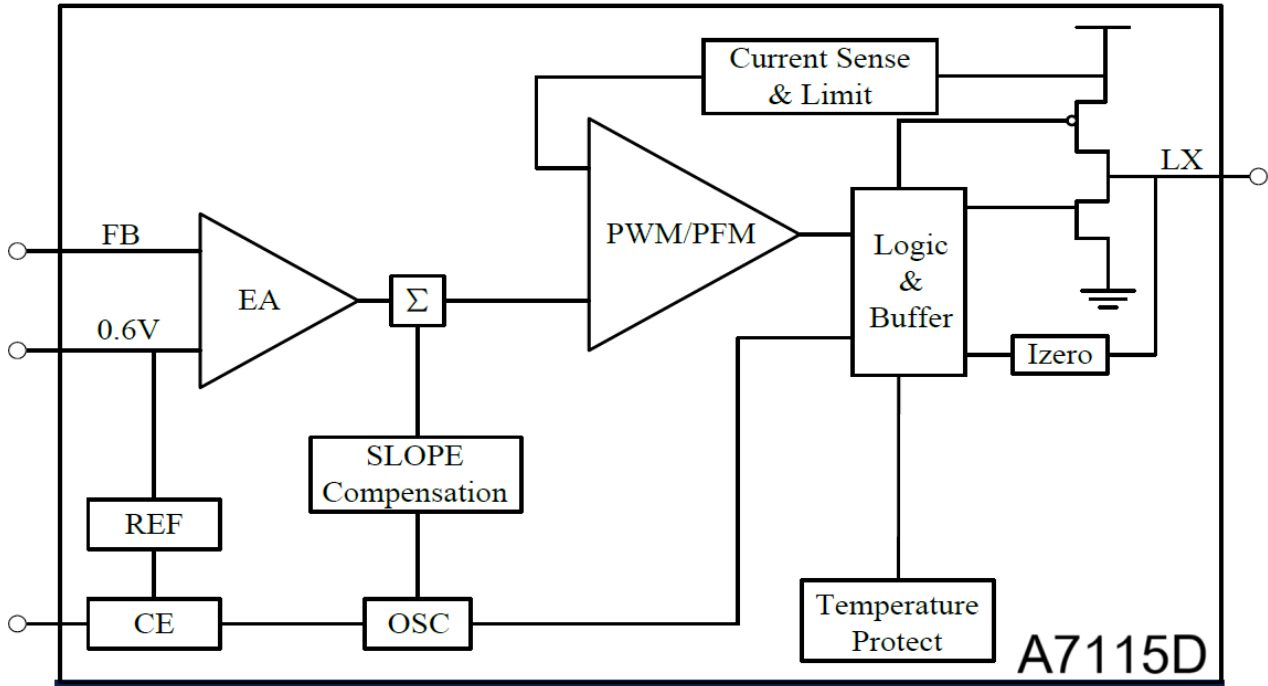 Current Sense
& Limit
LX
FB
PWM/PFM
Logic
&
Buffer
EA
Σ
0.6V
Izero
SLOPE
Compensation
REF
CE
OSC
Temperature
Protect
A7115D